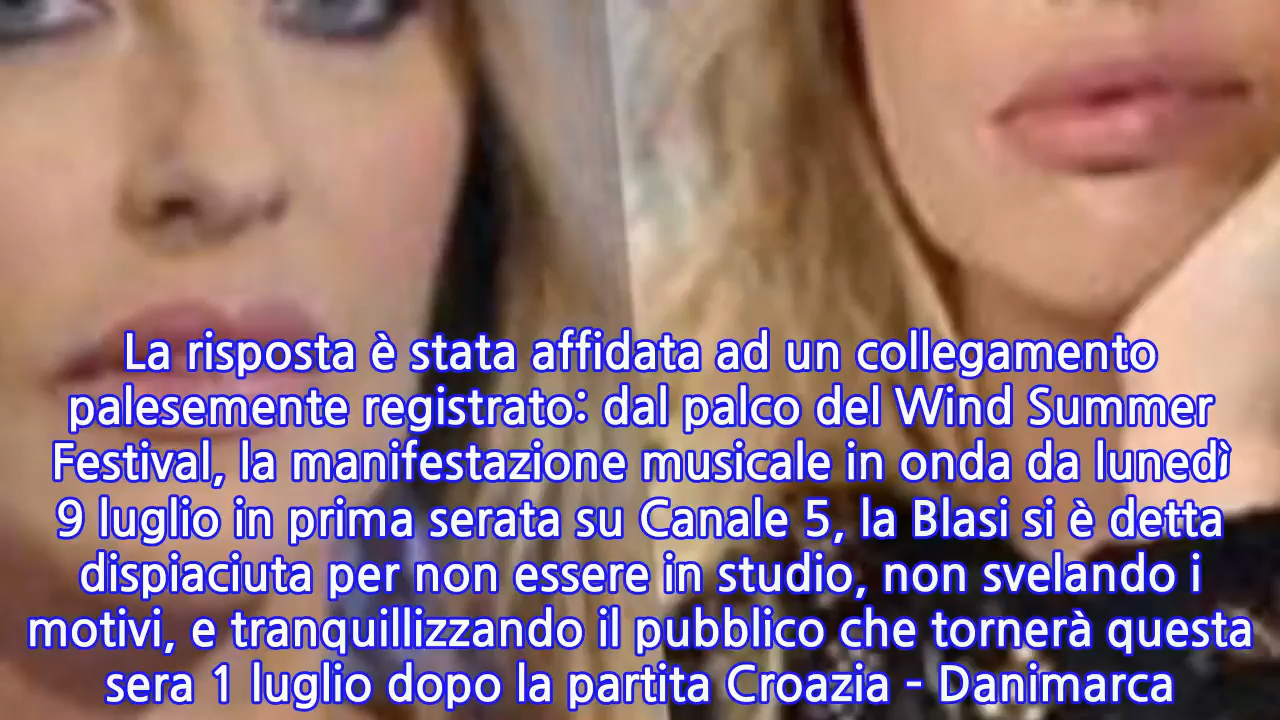 La risposta è stata affidata ad un collegamento
palesemente registrato: dal palco del Wind Summer
Festival, la manifestazione musicale in onda da lunedì
9 luglio in prima serata su Canale 5, la Blasi si è detta
dispiaciuta per non essere in studio, non svelando i
motivi, e tranquillizzando il pubblico che tornerà questa
sera 1 luglio dopo la partita Croazia - Danimarca